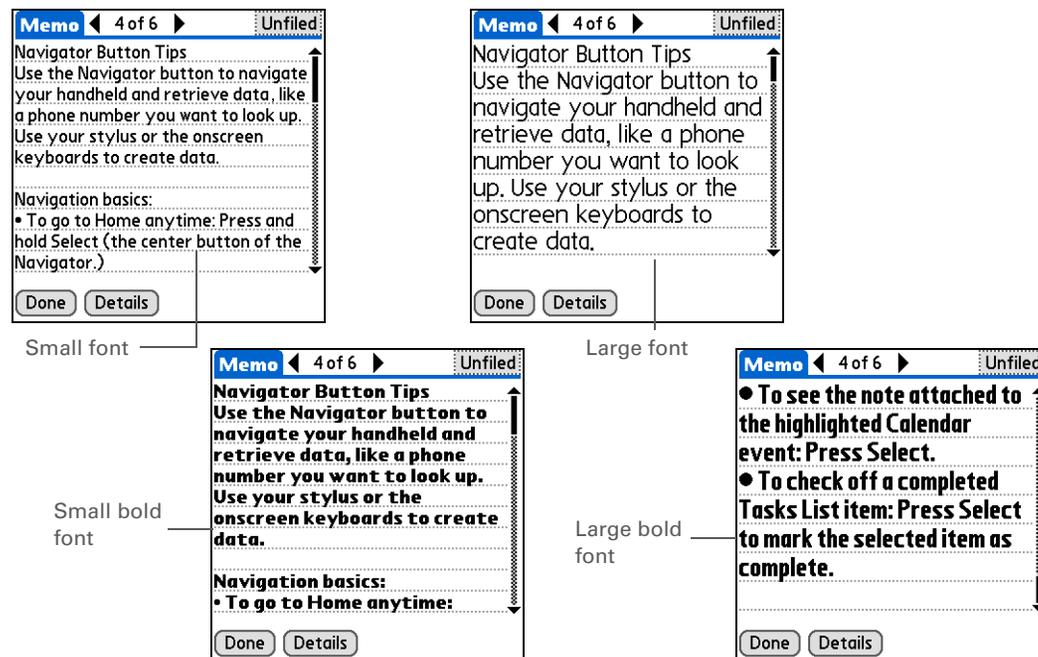 Memo 4 of 6 Unfiled
Navigator Button Tips
Use the Navigator button to navigate
your handheld and retrieve data, like
a phone number you want to look up.
Use your stylus or the onscreen
keyboards to create data.
Navigation basics:
• To go to Home anytime: Press and
hold Select (the center button of the
Navigator.)
Done Details
Small font
Memo 4 of 6 Unfiled
Navigator Button Tips
Use the Navigator button to
navigate your handheld and
retrieve data, like a phone
number you want to look
up. Use your stylus or the
onscreen keyboards to
create data.
Done Details
Large font
Memo 4 of 6 Unfiled
Navigator Button Tips
Use the Navigator button to
navigate your handheld and
retrieve data, like a phone
number you want to look up.
Use your stylus or the
onscreen keyboards to create
data.
Navigation basics:
• To go to Home anytime:
Done Details
Small bold
font
Memo 4 of 6 Unfiled
• To see the note attached to
the highlighted Calendar
event: Press Select.
• To check off a completed
Tasks List item: Press Select
to mark the selected item as
complete.
Done Details
Large bold
font